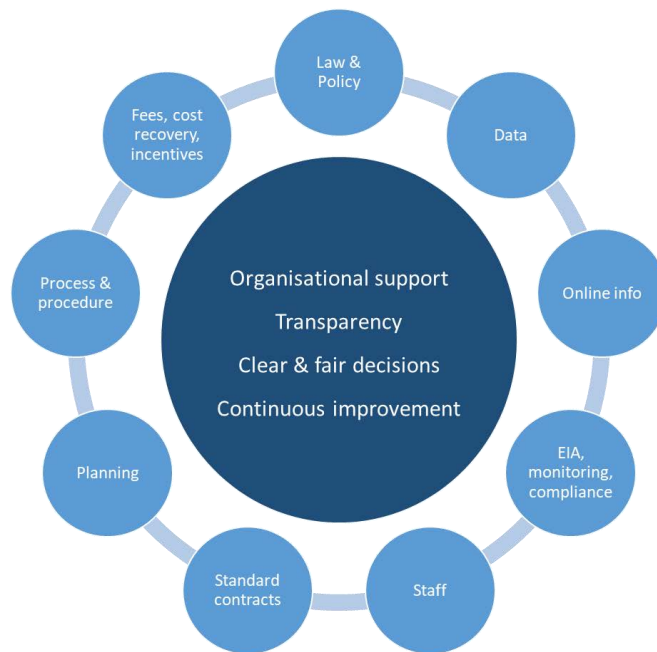 Law &
Policy
Data
Online info
EIA,
monitoring,
compliance
Staff
Standard
contracts
Planning
Process &
procedure
Fees, cost
recovery,
incentives
Organisational support
Transparency
Clear & fair decisions
Continuous improvement